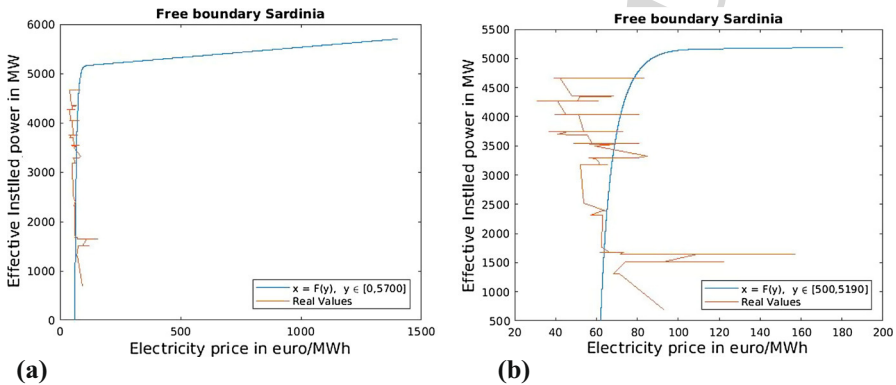 Free boundary Sardinia
Effective Instlled power in MW
6000
5000
4000
3000
2000
1000
0
0 500 1000 1500
Electricity price in euro/MWh
x = F(y), y ∈ [0,5700]
Real Values
(a)
Free boundary Sardinia
Effective Instlled power in MW
5500
5000
4500
4000
3500
3000
2500
2000
1500
1000
500
20 40 60 80 100 120 140 160 180 200
Electricity price in euro/MWh
x = F(y), y ∈ [500,5190]
Real Values
(b)